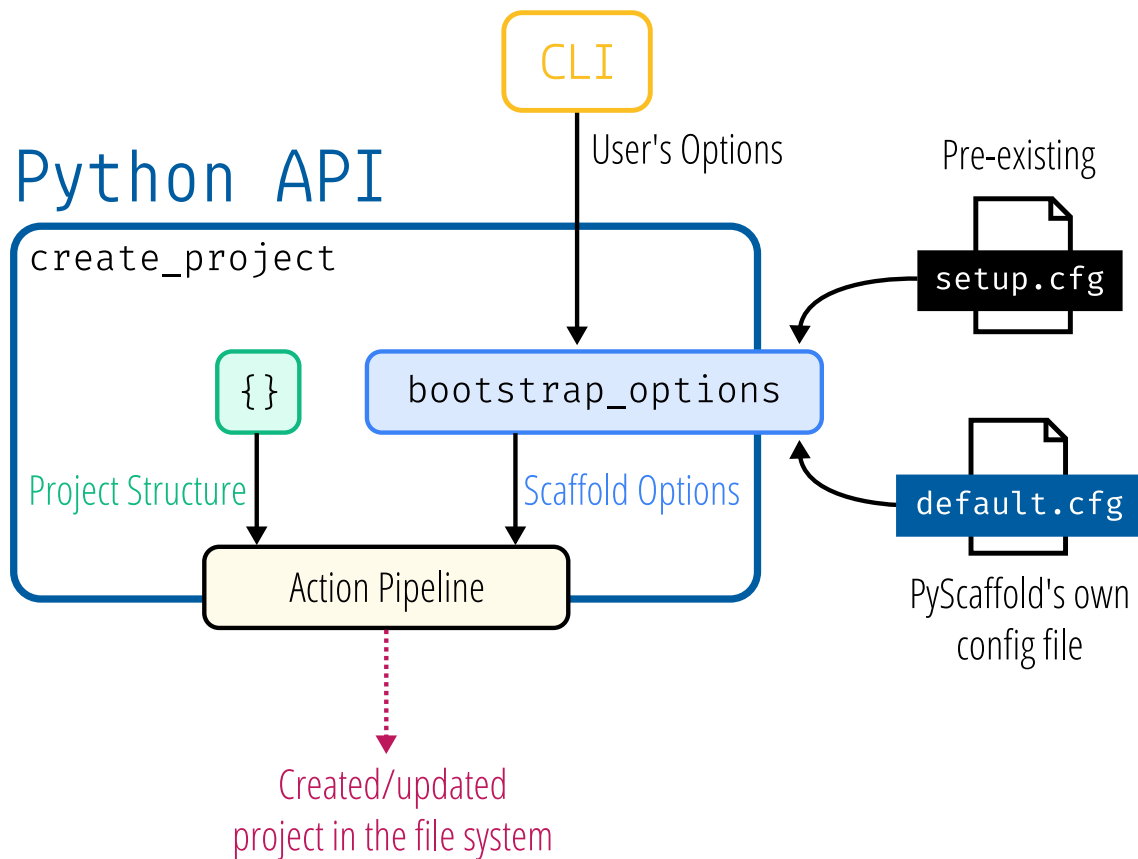 CLI
User's Options
Python API
Pre-existing
create_project
setup.cfg
{}
bootstrap_options
Project Structure
Scaffold Options
default.cfg
Action Pipeline
PyScaffold's own
config file
Created/updated
project in the file system